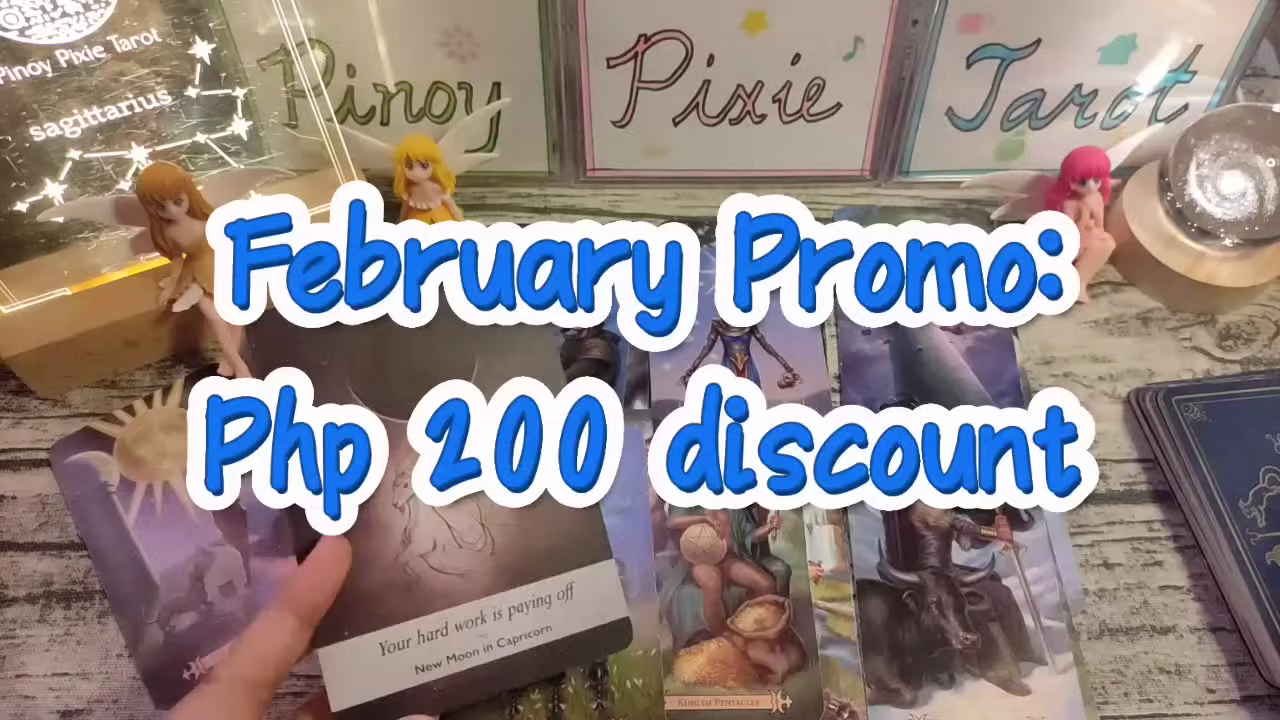 Pinoy Pixie Tarot
sagittarius
Pinoy
Pixie
Tarot
February Promo:
Php 200 discount
Your hard work is paying off
New Moon in Capricorn
KING OF PENTACLES